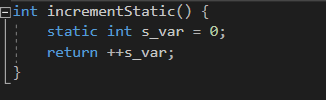 int incrementStatic() {
    static int s_var = 0;
    return ++s_var;
}